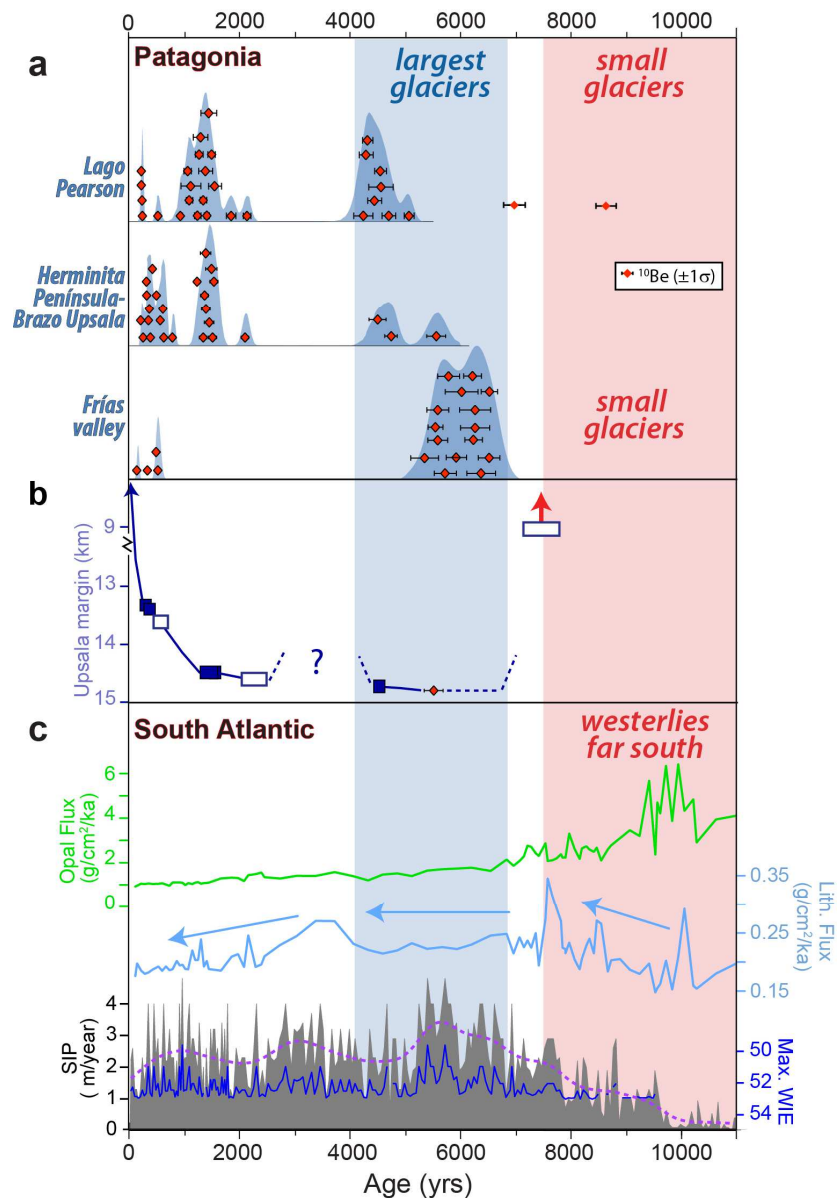 0 2000 4000 6000 8000 10000
a
Patagonia
largest
glaciers
small
glaciers
Lago
Pearson
10Be (±1σ)
Herminita
Península-
Brazo Upsala
Frías
valley
small
glaciers
b
Upsala margin (km)
9
13
14
15
?
c
South Atlantic
westerlies
far south
Opal Flux
(g/cm²/ka)
6
4
2
0
Lith. Flux
(g/cm²/ka)
0.35
0.25
0.15
SIP
( m/year)
4
3
2
1
0
Max. WIE
50
52
54
0 2000 4000 6000 8000 10000
Age (yrs)